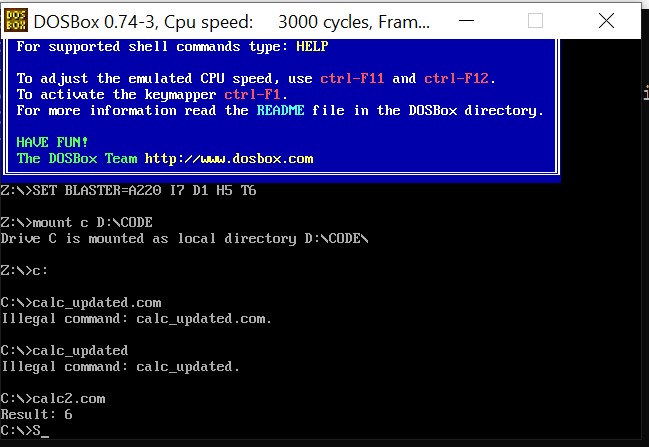 DOSBox 0.74-3, Cpu speed: 3000 cycles, Fram...
For supported shell commands type: HELP
To adjust the emulated CPU speed, use ctrl-F11 and ctrl-F12.
To activate the keymapper ctrl-F1.
For more information read the README file in the DOSBox directory.
HAVE FUN!
The DOSBox Team http://www.dosbox.com
Z:\>SET BLASTER=A220 I7 D1 H5 T6
Z:\>mount c D:\CODE
Drive C is mounted as local directory D:\CODE\
Z:\>c:
C:\>calc_updated.com
Illegal command: calc_updated.com.
C:\>calc_updated
Illegal command: calc_updated.
C:\>calc2.com
Result: 6
C:\>S_